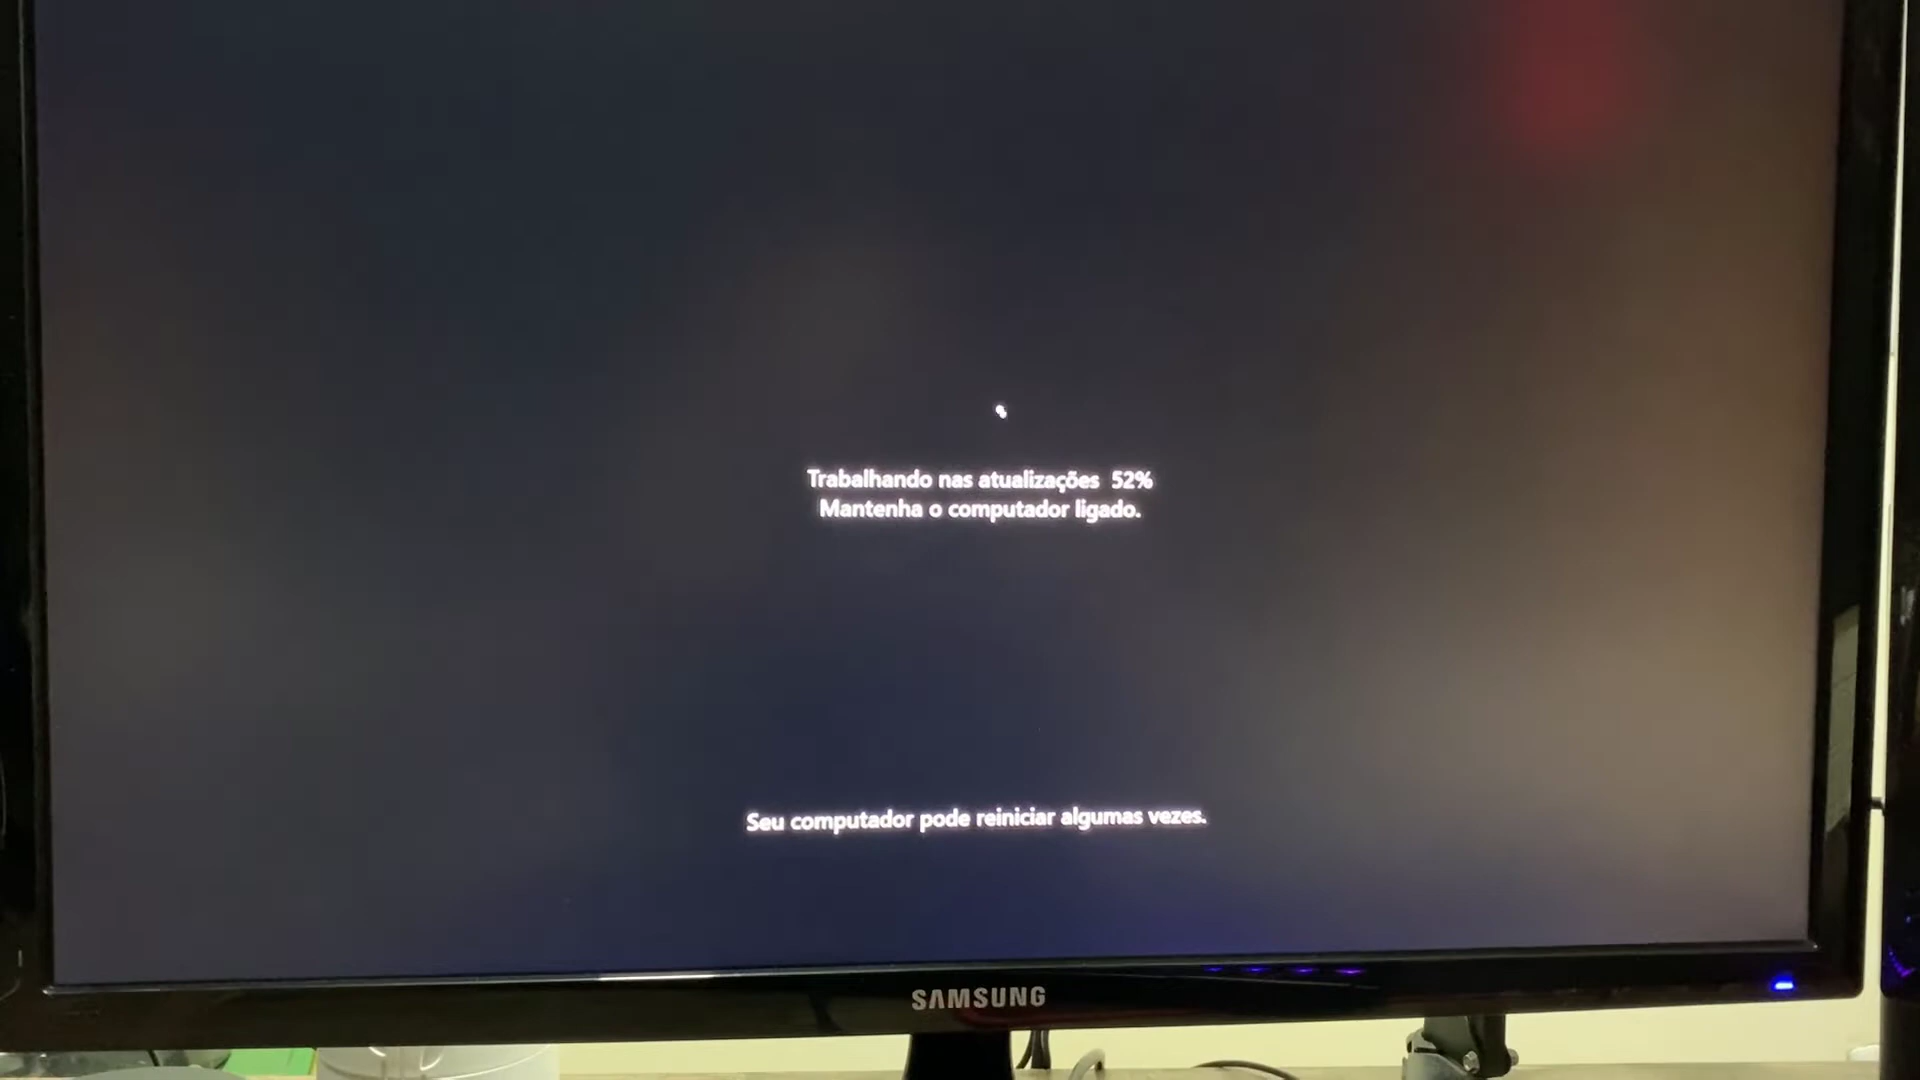 Trabalhando nas atualizações 52%
Mantenha o computador ligado.
Seu computador pode reiniciar algumas vezes.
SAMSUNG